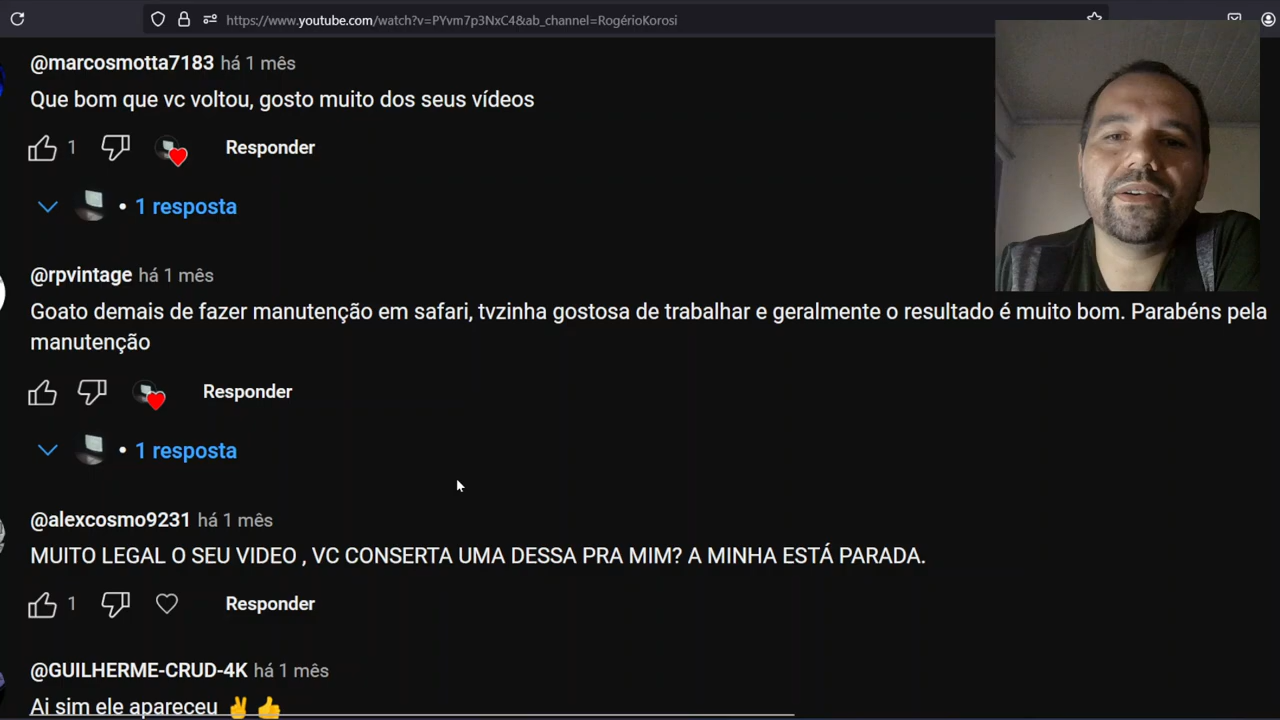 https://www.youtube.com/watch?v=PYvm7p3NxC4&ab_channel=RogérioKorosi
@marcosmotta7183 há 1 mês
Que bom que vc voltou, gosto muito dos seus vídeos
1 Responder
• 1 resposta
@rpvintage há 1 mês
Goato demais de fazer manutenção em safari, tvzinha gostosa de trabalhar e geralmente o resultado é muito bom. Parabéns pela
manutenção
Responder
• 1 resposta
@alexcosmo9231 há 1 mês
MUITO LEGAL O SEU VIDEO , VC CONSERTA UMA DESSA PRA MIM? A MINHA ESTÁ PARADA.
1 Responder
@GUILHERME-CRUD-4K há 1 mês
Ai sim ele apareceu ✌️👍